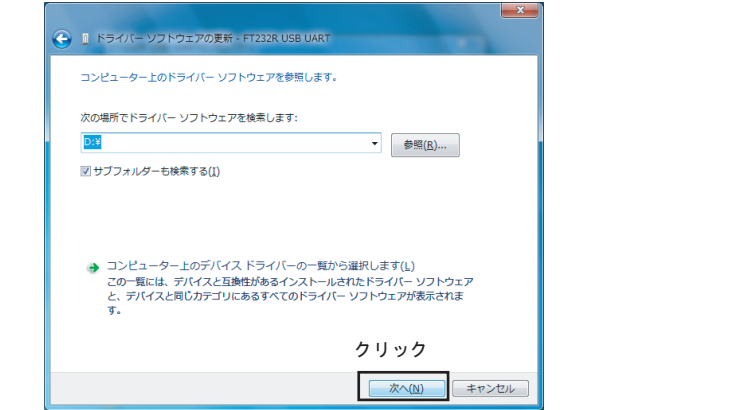 ドライバー ソフトウェアの更新 - FT232R USB UART
コンピューター上のドライバー ソフトウェアを参照します。
次の場所でドライバー ソフトウェアを検索します:
D:¥
参照(R)...
サブフォルダーも検索する(I)
コンピューター上のデバイス ドライバーの一覧から選択します(L)
この一覧には、デバイスと互換性があるインストールされたドライバー ソフトウェア
と、デバイスと同じカテゴリにあるすべてのドライバー ソフトウェアが表示されま
す。
クリック
次へ(N)
キャンセル